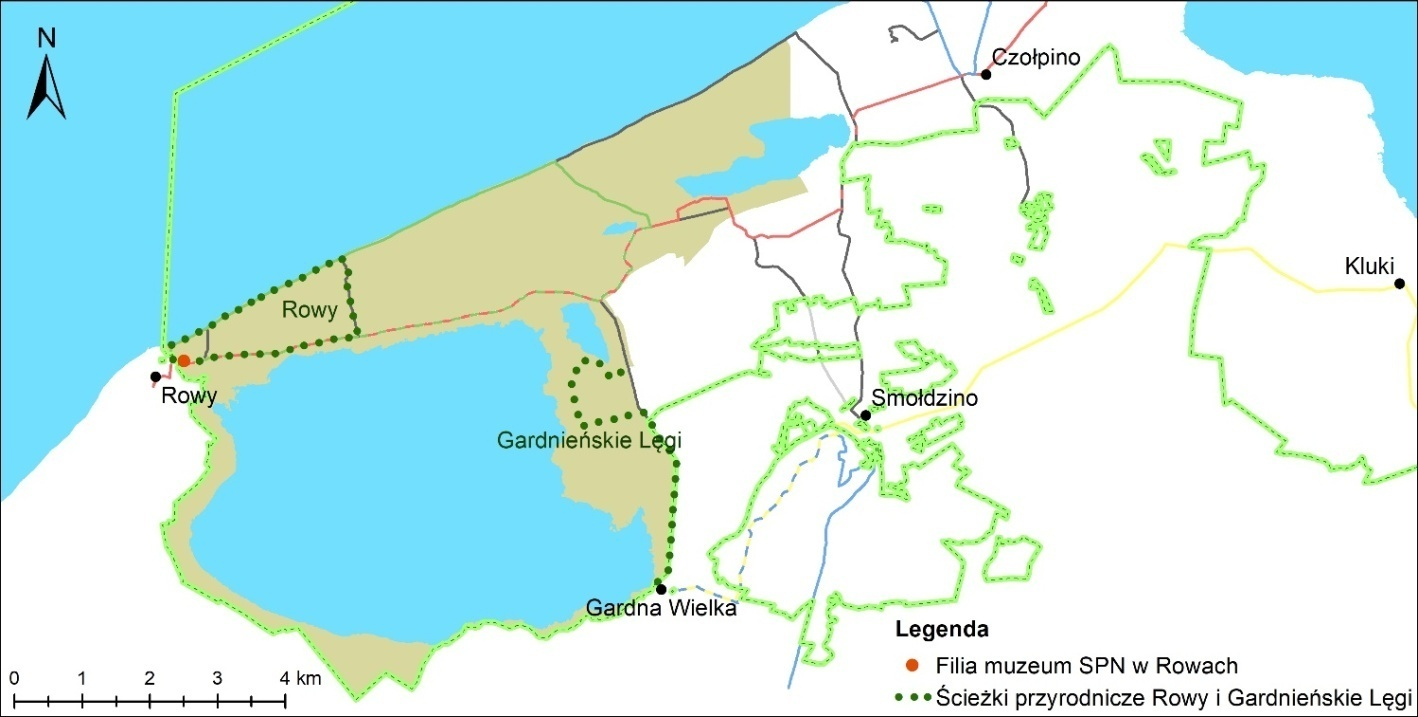 N
Czołpino
Kluki
Rowy
Rowy
Smołdzino
Gardnieńskie Lęgi
Gardna Wielka
Legenda
Filia muzeum SPN w Rowach
Ścieżki przyrodnicze Rowy i Gardnieńskie Łęgi
0 1 2 3 4 km